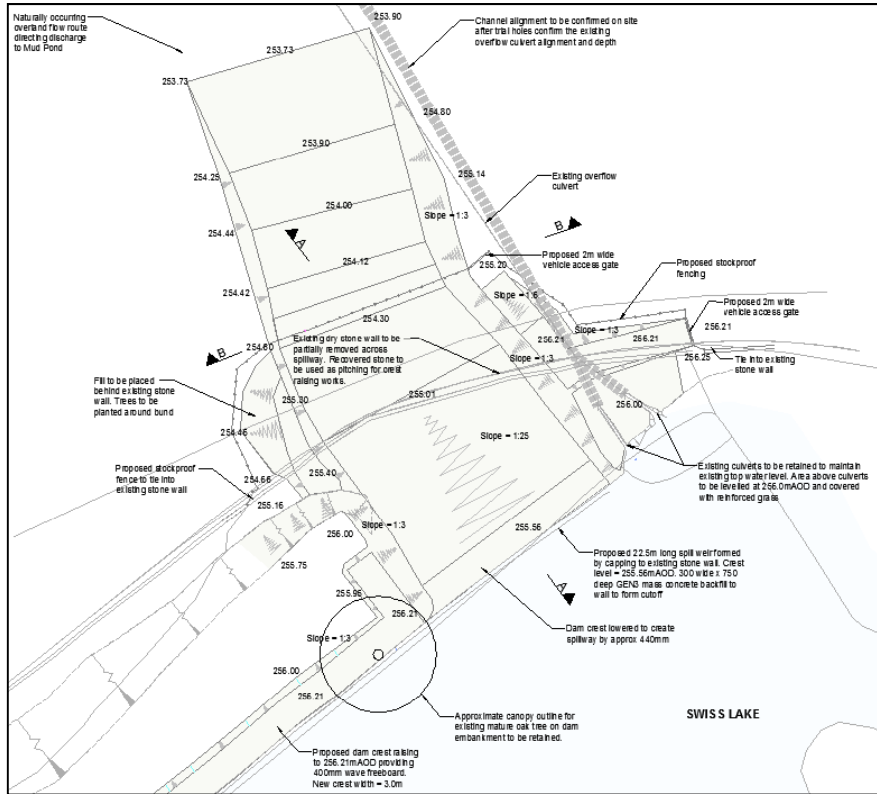 Naturally occurring
overland flow route
directing discharge
to Mud Pond
253.90
Channel alignment to be confirmed on site
after trial holes confirm the existing
overflow culvert alignment and depth
253.73
253.73
254.80
253.90
254.25
255.14
Existing overflow
culvert
254.00
Slope = 1:3
254.44
A
B
254.12
Proposed 2m wide
vehicle access gate
255.20
Proposed stockproof
fencing
254.42
Slope = 1:6
Proposed 2m wide
vehicle access gate
254.30
Slope = 1:3
256.21
256.21
256.21
254.60
B
Existing dry stone wall to be
partially removed across
spillway. Recovered stone to
be used as pitching for crest
raising works.
Slope = 1:3
256.25
Tie into existing
stone wall
Fill to be placed
behind existing stone
wall. Trees to be
planted around bund
255.30
255.01
256.00
254.46
Slope = 1:25
Proposed stockproof
fence to tie into
existing stone wall
254.66
255.40
Existing culverts to be retained to maintain
existing top water level. Area above culverts
to be levelled at 256.0mAOD and covered
with reinforced grass
255.16
256.00
Slope = 1:3
255.56
255.75
Proposed 22.5m long spill weir formed
by capping to existing stone wall. Crest
level = 255.56mAOD. 300 wide x 750
deep GEN3 mass concrete backfill to
wall to form cutoff
A
255.95
256.21
Dam crest lowered to create
spillway by approx 440mm
Slope = 1:3
256.00
256.21
Approximate canopy outline for
existing mature oak tree on dam
embankment to be retained.
SWISS LAKE
Proposed dam crest raising
to 256.21mAOD providing
400mm wave freeboard.
New crest width = 3.0m